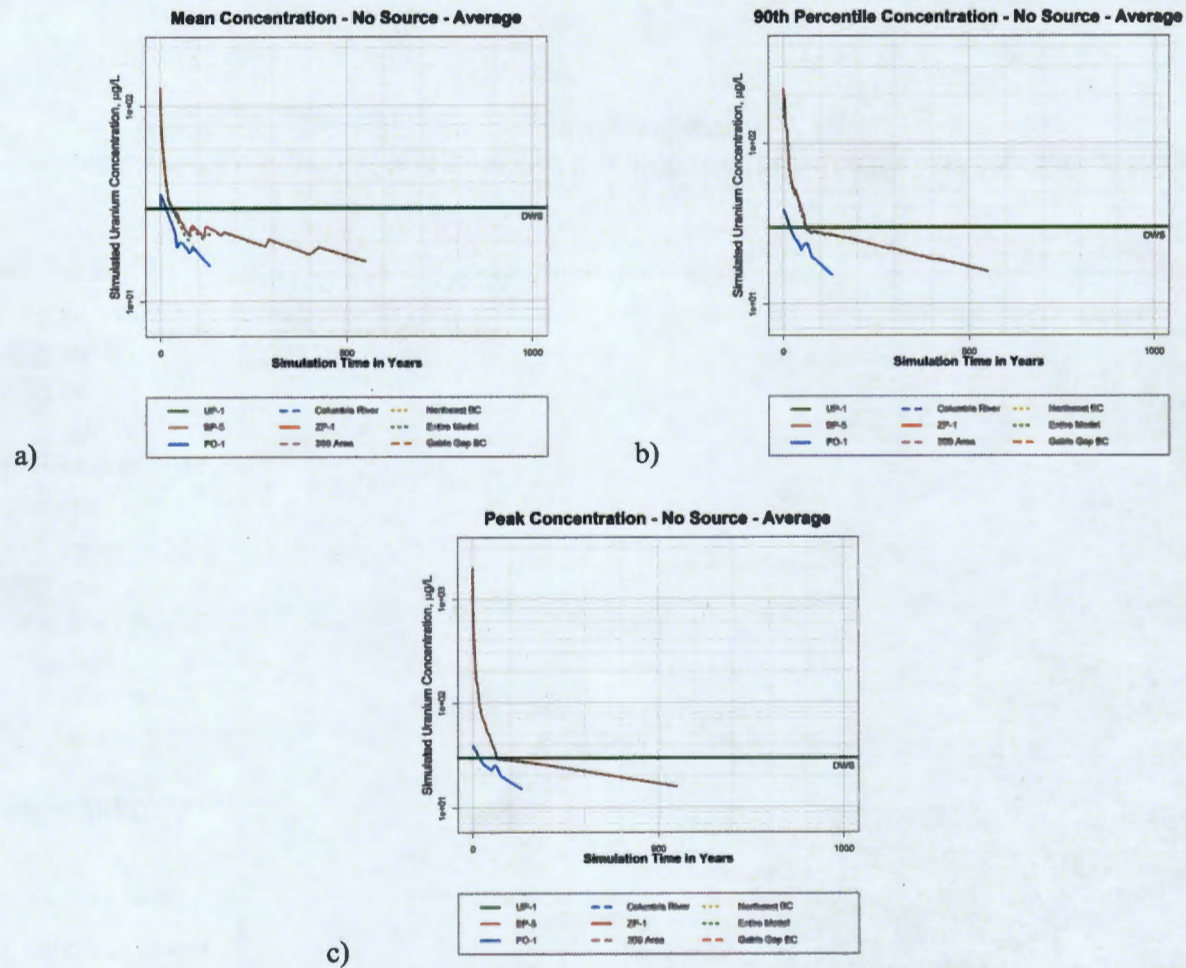 Mean Concentration - No Source - Average
Simulated Uranium Concentration, µg/L
1e+02
1e+01
DWS
0
500
1000
Simulation Time in Years
UP-1
Columbia River
Northwest BC
BP-5
ZP-1
Entire Model
PO-1
200 Area
Gable Gap BC
a)
90th Percentile Concentration - No Source - Average
Simulated Uranium Concentration, µg/L
1e+02
1e+01
DWS
0
500
1000
Simulation Time in Years
UP-1
Columbia River
Northwest BC
BP-5
ZP-1
Entire Model
PO-1
200 Area
Gable Gap BC
b)
Peak Concentration - No Source - Average
Simulated Uranium Concentration, µg/L
1e+03
1e+02
1e+01
DWS
0
500
1000
Simulation Time in Years
UP-1
Columbia River
Northwest BC
BP-5
ZP-1
Entire Model
PO-1
200 Area
Gable Gap BC
c)